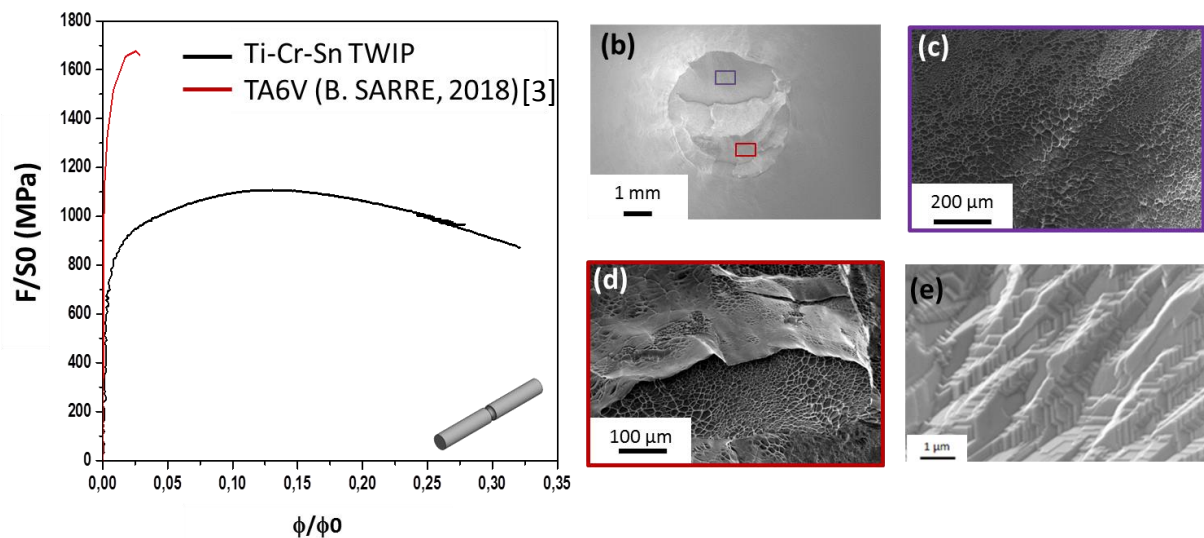 1800
1600
1400
1200
1000
800
600
400
200
0
F/S0 (MPa)
Ti-Cr-Sn TWIP
TA6V (B. SARRE, 2018)[3]
0,00 0,05 0,10 0,15 0,20 0,25 0,30 0,35
ϕ/ϕ0
(b)
1 mm
(c)
200 µm
(d)
100 µm
(e)
1 µm